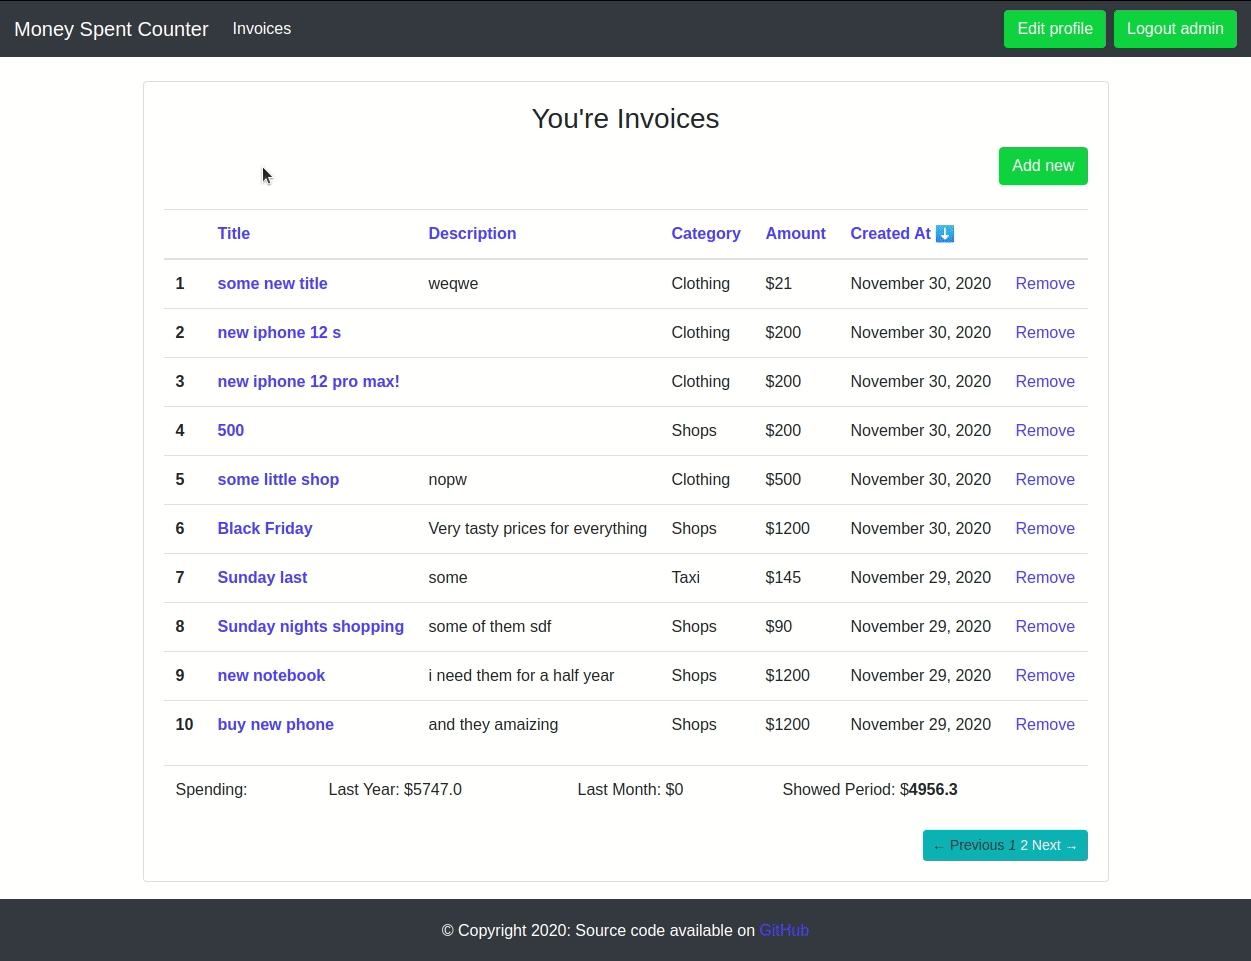 Money Spent Counter Invoices Edit profile Logout admin
You're Invoices
Add new
Title Description Category Amount Created At ⬇️
1 some new title weqwe Clothing $21 November 30, 2020 Remove
2 new iphone 12 s Clothing $200 November 30, 2020 Remove
3 new iphone 12 pro max! Clothing $200 November 30, 2020 Remove
4 500 Shops $200 November 30, 2020 Remove
5 some little shop nopw Clothing $500 November 30, 2020 Remove
6 Black Friday Very tasty prices for everything Shops $1200 November 30, 2020 Remove
7 Sunday last some Taxi $145 November 29, 2020 Remove
8 Sunday nights shopping some of them sdf Shops $90 November 29, 2020 Remove
9 new notebook i need them for a half year Shops $1200 November 29, 2020 Remove
10 buy new phone and they amaizing Shops $1200 November 29, 2020 Remove
Spending: Last Year: $5747.0 Last Month: $0 Showed Period: $4956.3
← Previous 1 2 Next →
© Copyright 2020: Source code available on GitHub